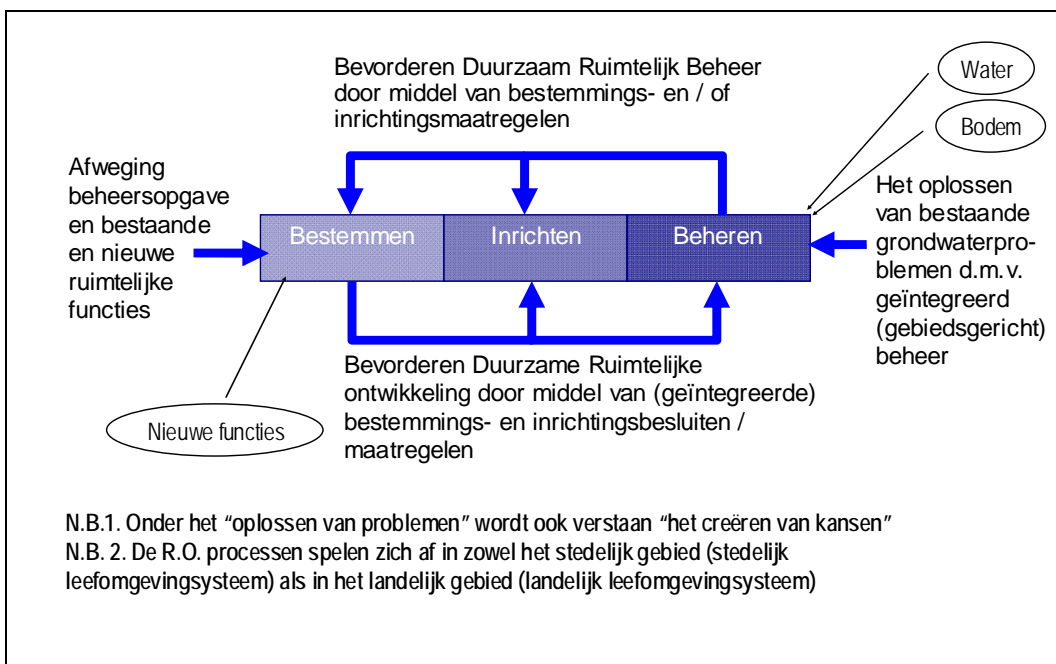 Bevorderen Duurzaam Ruimtelijk Beheer
door middel van bestemmings- en / of
inrichtingsmaatregelen
Water
Bodem
Afweging
beheersopgave
en bestaande
en nieuwe
ruimtelijke
functies
Bestemmen
Inrichten
Beheren
Het oplossen
van bestaande
grondwaterpro-
blemen d.m.v.
geïntegreerd
(gebiedsgericht)
beheer
Bevorderen Duurzame Ruimtelijke
ontwikkeling door middel van (geïntegreerde)
bestemmings- en inrichtingsbesluiten /
maatregelen
Nieuwe functies
N.B.1. Onder het “oplossen van problemen” wordt ook verstaan “het creëren van kansen”
N.B. 2. De R.O. processen spelen zich af in zowel het stedelijk gebied (stedelijk
leefomgevingsysteem) als in het landelijk gebied (landelijk leefomgevingsysteem)